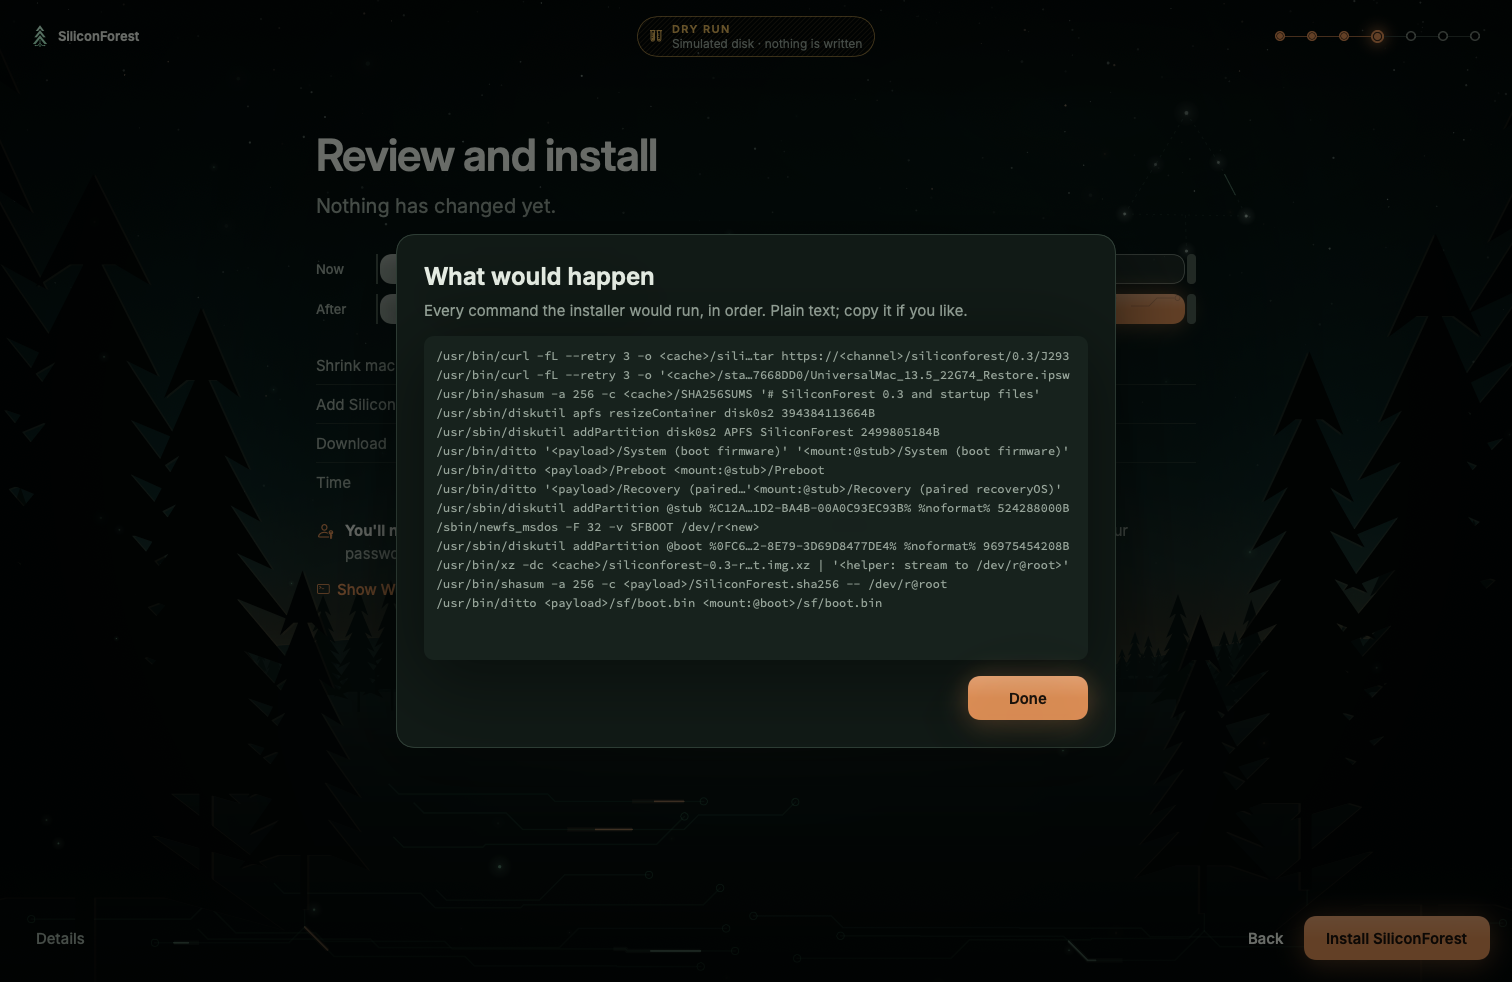 SiliconForest
DRY RUN
Simulated disk · nothing is written
Review and install
Nothing has changed yet.
Now
After
Shrink mac
Add Silicon
Download
Time
You'll n
ur
passwo
Show W
What would happen
Every command the installer would run, in order. Plain text; copy it if you like.
/usr/bin/curl -fL --retry 3 -o <cache>/sili…tar https://<channel>/siliconforest/0.3/J293
/usr/bin/curl -fL --retry 3 -o '<cache>/sta…7668DD0/UniversalMac_13.5_22G74_Restore.ipsw
/usr/bin/shasum -a 256 -c <cache>/SHA256SUMS '# SiliconForest 0.3 and startup files'
/usr/sbin/diskutil apfs resizeContainer disk0s2 394384113664B
/usr/sbin/diskutil addPartition disk0s2 APFS SiliconForest 2499805184B
/usr/bin/ditto '<payload>/System (boot firmware)' '<mount:@stub>/System (boot firmware)'
/usr/bin/ditto <payload>/Preboot <mount:@stub>/Preboot
/usr/bin/ditto '<payload>/Recovery (paired…'<mount:@stub>/Recovery (paired recoveryOS)'
/usr/sbin/diskutil addPartition @stub %C12A…1D2-BA4B-00A0C93EC93B% %noformat% 524288000B
/sbin/newfs_msdos -F 32 -v SFBOOT /dev/r<new>
/usr/sbin/diskutil addPartition @boot %0FC6…2-8E79-3D69D8477DE4% %noformat% 96975454208B
/usr/bin/xz -dc <cache>/siliconforest-0.3-r…t.img.xz | '<helper: stream to /dev/r@root>'
/usr/bin/shasum -a 256 -c <payload>/SiliconForest.sha256 -- /dev/r@root
/usr/bin/ditto <payload>/sf/boot.bin <mount:@boot>/sf/boot.bin
Done
Details
Back
Install SiliconForest